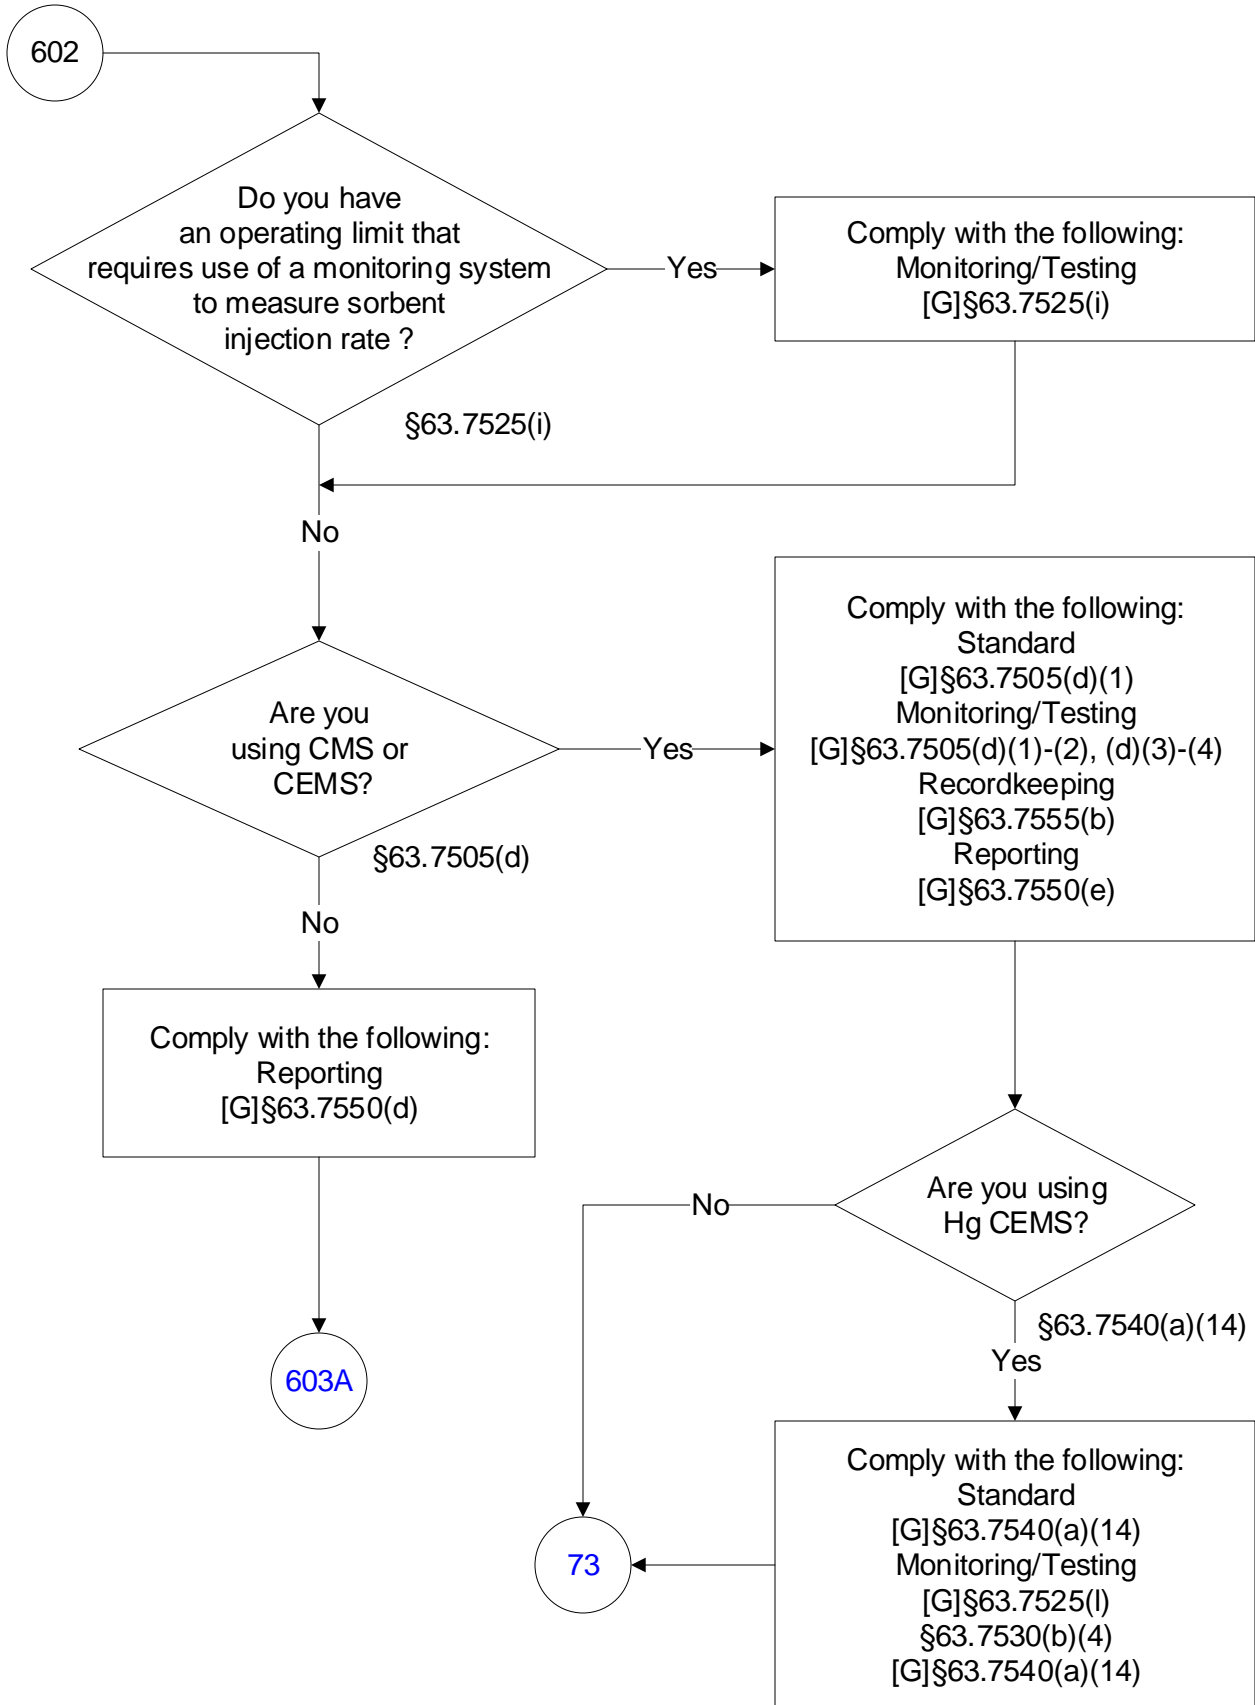 602
Do you have
an operating limit that
requires use of a monitoring system
to measure sorbent
injection rate ?
Yes
Comply with the following:
Monitoring/Testing
[G]§63.7525(i)
§63.7525(i)
No
Are you
using CMS or
CEMS?
Yes
Comply with the following:
Standard
[G]§63.7505(d)(1)
Monitoring/Testing
[G]§63.7505(d)(1)-(2), (d)(3)-(4)
Recordkeeping
[G]§63.7555(b)
Reporting
[G]§63.7550(e)
§63.7505(d)
No
Comply with the following:
Reporting
[G]§63.7550(d)
603A
Are you using
Hg CEMS?
No
§63.7540(a)(14)
Yes
73
Comply with the following:
Standard
[G]§63.7540(a)(14)
Monitoring/Testing
[G]§63.7525(l)
§63.7530(b)(4)
[G]§63.7540(a)(14)